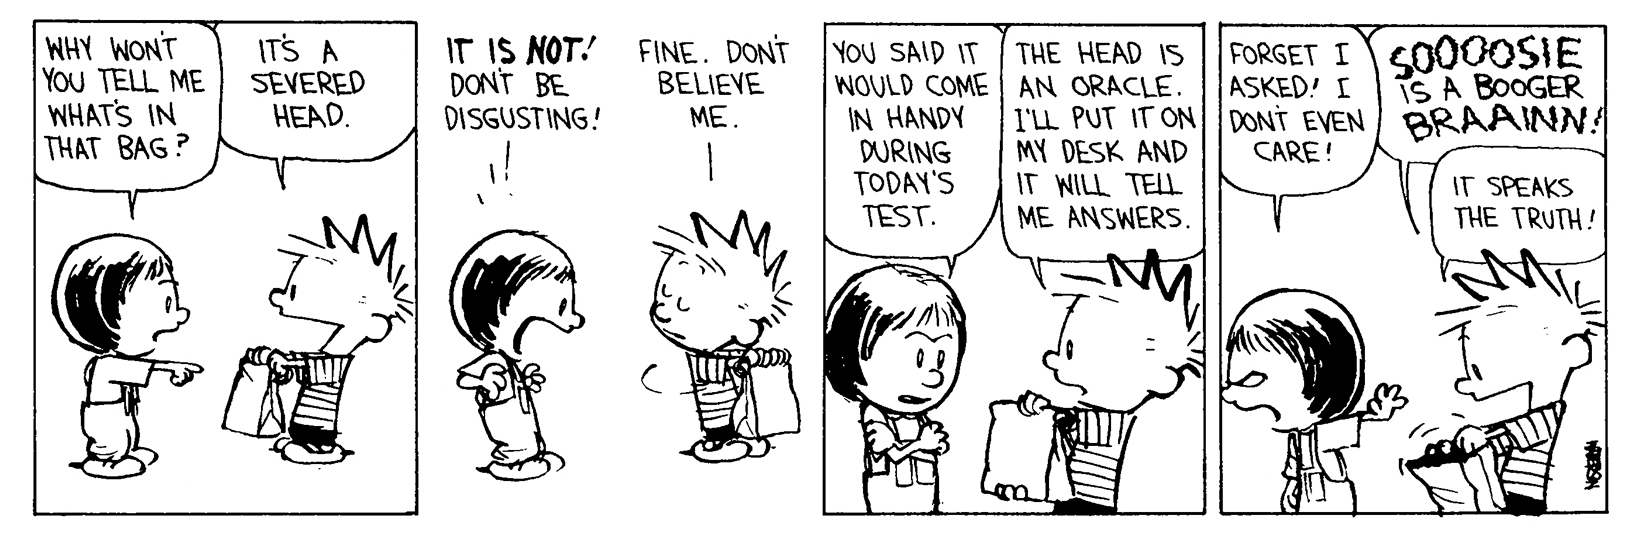 WHY WON'T
YOU TELL ME
WHAT'S IN
THAT BAG?
IT'S A
SEVERED
HEAD.
IT IS NOT!
DON'T BE
DISGUSTING!
FINE. DON'T
BELIEVE
ME.
YOU SAID IT
WOULD COME
IN HANDY
DURING
TODAY'S
TEST.
THE HEAD IS
AN ORACLE.
I'LL PUT IT ON
MY DESK AND
IT WILL TELL
ME ANSWERS.
FORGET I
ASKED! I
DON'T EVEN
CARE!
SOOOOSIE
IS A BOOGER
BRAAINN!
IT SPEAKS
THE TRUTH!